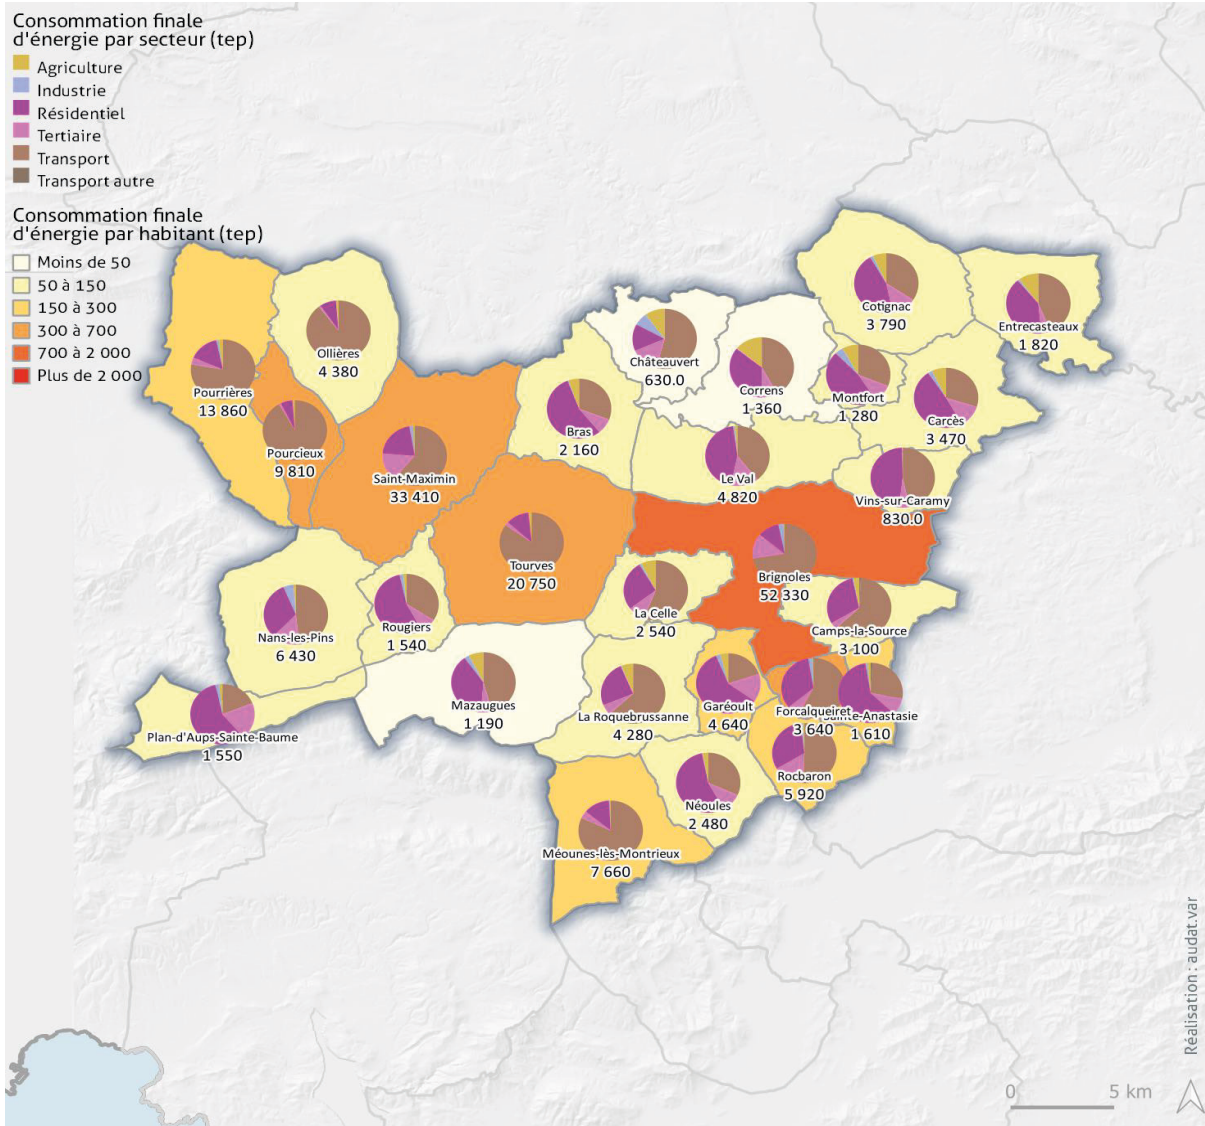 Consommation finale
d'énergie par secteur (tep)
Agriculture
Industrie
Résidentiel
Tertiaire
Transport
Transport autre
Consommation finale
d'énergie par habitant (tep)
Moins de 50
50 à 150
150 à 300
300 à 700
700 à 2 000
Plus de 2 000
Cotignac
3 790
Entrecasteaux
1 820
Ollières
4 380
Châteauvert
630.0
Pourrières
13 860
Correns
1 360
Montfort
1 280
Carcès
3 470
Bras
2 160
Pourcieux
9 810
Saint-Maximin
33 410
Le Val
4 820
Vins-sur-Caramy
830.0
Tourves
20 750
Brignoles
52 330
La Celle
2 540
Camps-la-Source
3 100
Nans-les-Pins
6 430
Rougiers
1 540
Mazaugues
1 190
La Roquebrussanne
4 280
Garéoult
4 640
Forcalqueiret
3 640
Sainte-Anastasie
1 610
Plan-d'Aups-Sainte-Baume
1 550
Rocbaron
5 920
Néoules
2 480
Méounes-lès-Montrieux
7 660
Réalisation : audat.var
0 5 km